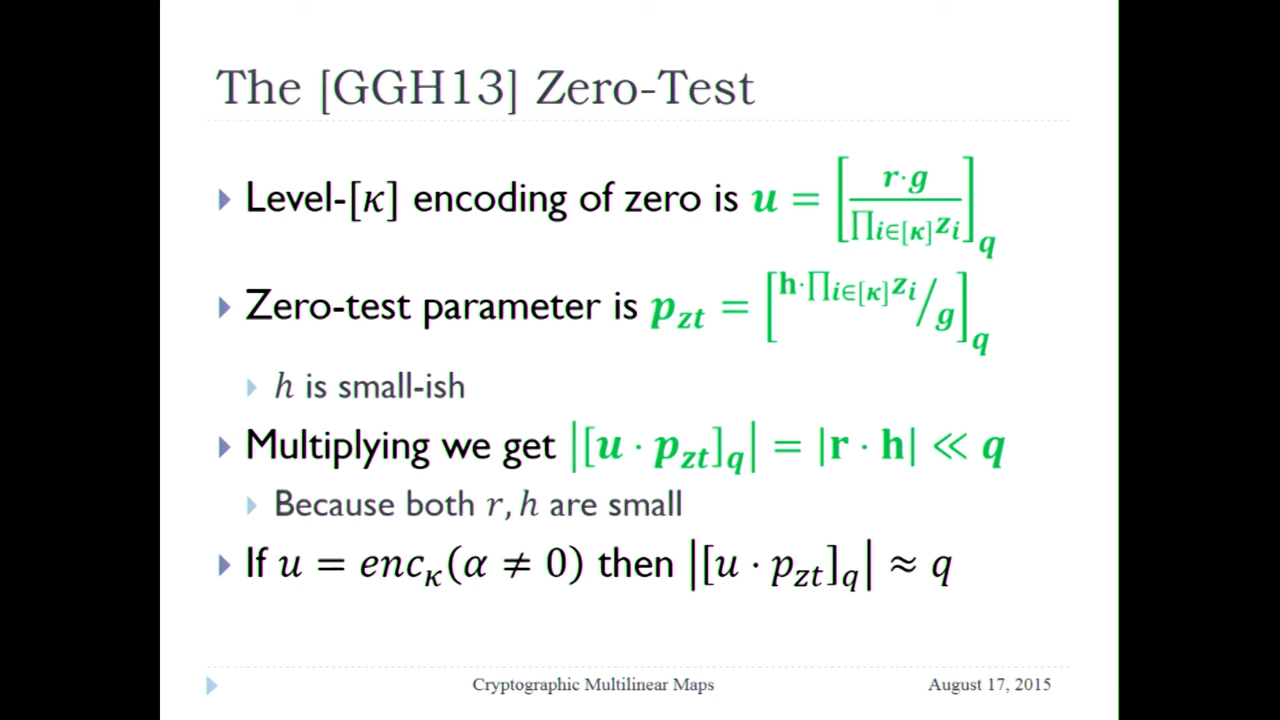 The [GGH13] Zero-Test
Level-[κ] encoding of zero is u = [r·g / ∏i∈[κ] zi]q
Zero-test parameter is pzt = [h·∏i∈[κ] zi / g]q
h is small-ish
Multiplying we get |[u · pzt]q| = |r · h| ≪ q
Because both r, h are small
If u = encκ(α ≠ 0) then |[u · pzt]q| ≈ q
Cryptographic Multilinear Maps
August 17, 2015